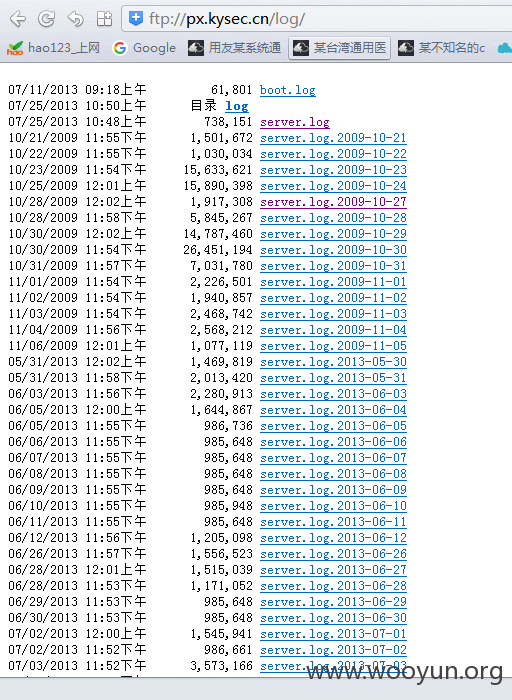 ftp://px.kysec.cn/log/
hao123_上网 Google 用友某系统通 某台湾通用医 某不知名的c
07/11/2013 09:18上午 61,801 boot.log
07/25/2013 10:50上午 目录 log
07/25/2013 10:48上午 738,151 server.log
10/21/2009 11:55下午 1,501,672 server.log.2009-10-21
10/22/2009 11:55下午 1,030,034 server.log.2009-10-22
10/23/2009 11:54下午 15,633,621 server.log.2009-10-23
10/25/2009 12:01上午 15,890,398 server.log.2009-10-24
10/28/2009 12:02上午 1,917,308 server.log.2009-10-27
10/28/2009 11:58下午 5,845,267 server.log.2009-10-28
10/30/2009 12:02上午 14,787,460 server.log.2009-10-29
10/30/2009 11:54下午 26,451,194 server.log.2009-10-30
10/31/2009 11:57下午 7,031,780 server.log.2009-10-31
11/01/2009 11:54下午 2,226,501 server.log.2009-11-01
11/02/2009 11:54下午 1,940,857 server.log.2009-11-02
11/03/2009 11:54下午 2,468,742 server.log.2009-11-03
11/04/2009 11:56下午 2,568,212 server.log.2009-11-04
11/06/2009 12:01上午 1,077,119 server.log.2009-11-05
05/31/2013 12:02上午 1,469,819 server.log.2013-05-30
05/31/2013 11:58下午 2,013,420 server.log.2013-05-31
06/03/2013 11:56下午 2,280,913 server.log.2013-06-03
06/05/2013 12:00上午 1,644,867 server.log.2013-06-04
06/05/2013 11:55下午 986,736 server.log.2013-06-05
06/06/2013 11:55下午 985,648 server.log.2013-06-06
06/07/2013 11:55下午 985,648 server.log.2013-06-07
06/08/2013 11:55下午 985,648 server.log.2013-06-08
06/09/2013 11:55下午 985,648 server.log.2013-06-09
06/10/2013 11:55下午 985,948 server.log.2013-06-10
06/11/2013 11:55下午 985,648 server.log.2013-06-11
06/12/2013 11:56下午 1,205,098 server.log.2013-06-12
06/26/2013 11:57下午 1,556,523 server.log.2013-06-26
06/28/2013 12:01上午 1,515,039 server.log.2013-06-27
06/28/2013 11:53下午 1,171,052 server.log.2013-06-28
06/29/2013 11:53下午 985,648 server.log.2013-06-29
06/30/2013 11:53下午 985,648 server.log.2013-06-30
07/02/2013 12:00上午 1,545,941 server.log.2013-07-01
07/02/2013 11:52下午 986,661 server.log.2013-07-02
07/03/2013 11:52下午 3,573,166 server.log.2013-07-03
www.wooyun.org